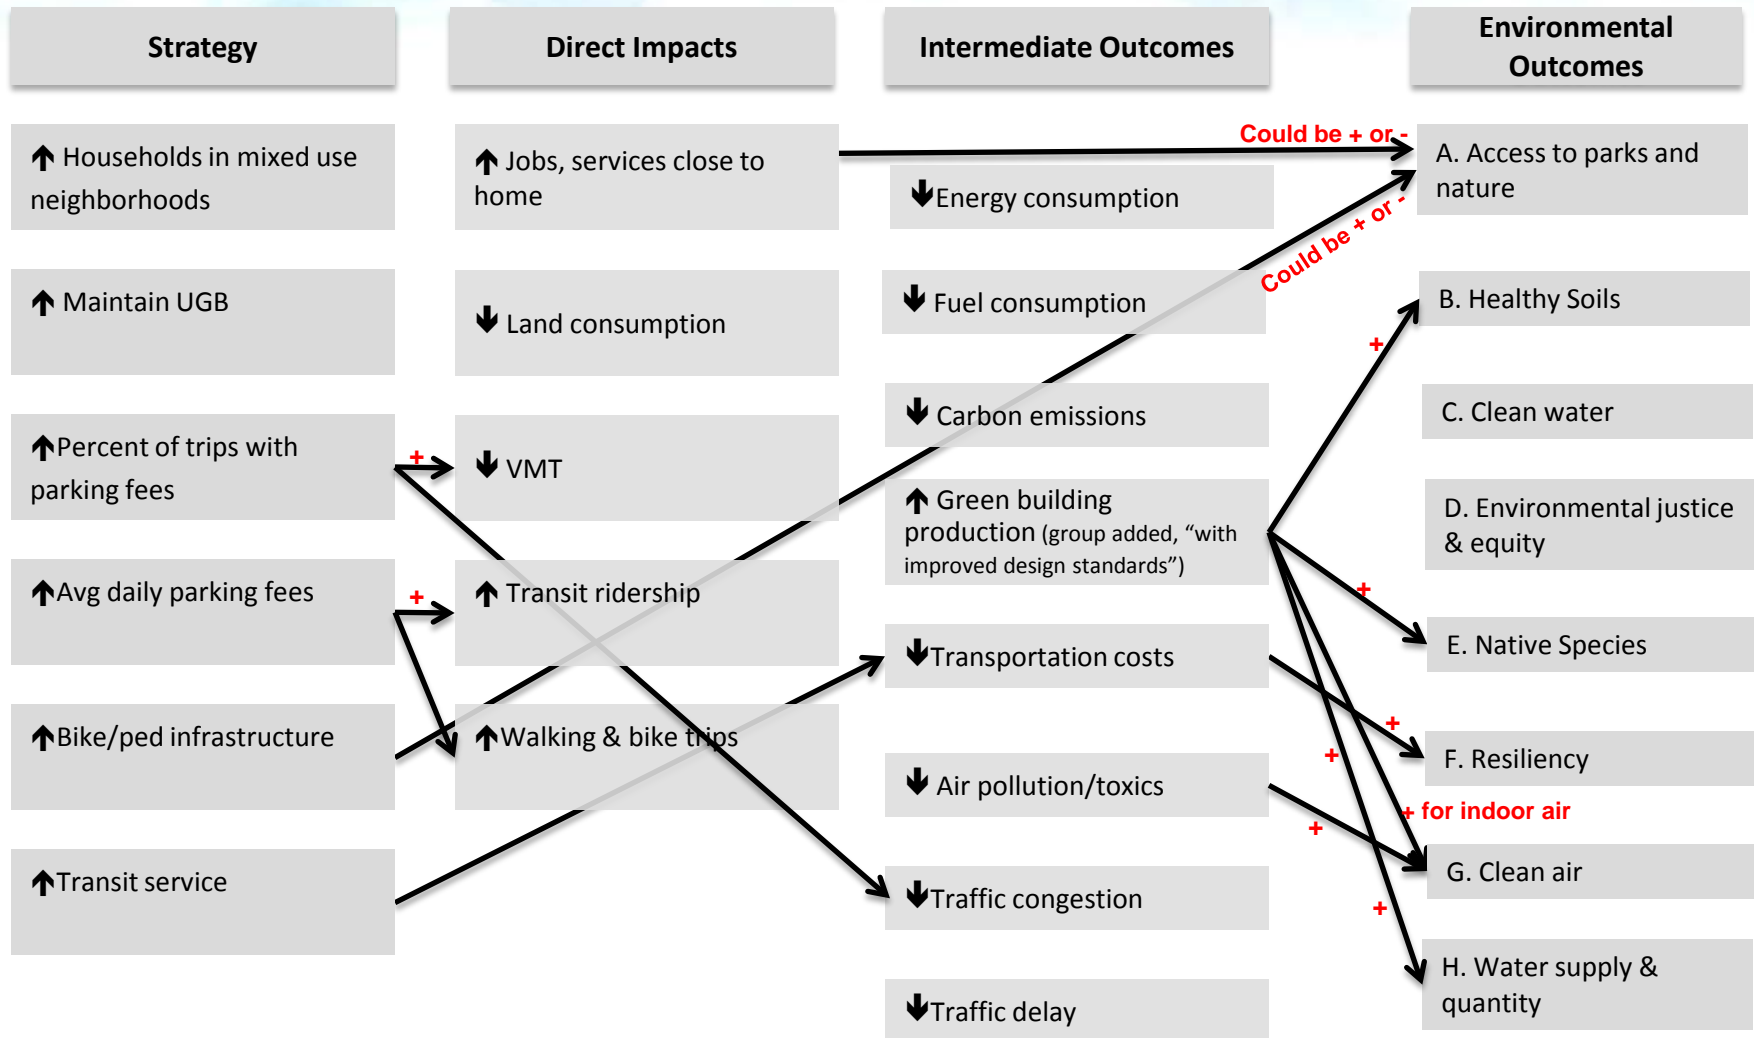 Strategy
Direct Impacts
Intermediate Outcomes
Environmental
Outcomes
↑ Households in mixed use
neighborhoods
↑ Maintain UGB
↑Percent of trips with
parking fees
↑Avg daily parking fees
↑Bike/ped infrastructure
↑Transit service
↑ Jobs, services close to
home
↓ Land consumption
↓ VMT
↑ Transit ridership
↑Walking & bike trips
↓Energy consumption
↓ Fuel consumption
↓ Carbon emissions
↑ Green building
production (group added, “with
improved design standards”)
↓Transportation costs
↓ Air pollution/toxics
↓Traffic congestion
↓Traffic delay
A. Access to parks and
nature
B. Healthy Soils
C. Clean water
D. Environmental justice
& equity
E. Native Species
F. Resiliency
G. Clean air
H. Water supply &
quantity
Could be + or -
Could be + or -
+
+
+
+
+
+
+ for indoor air
+
+